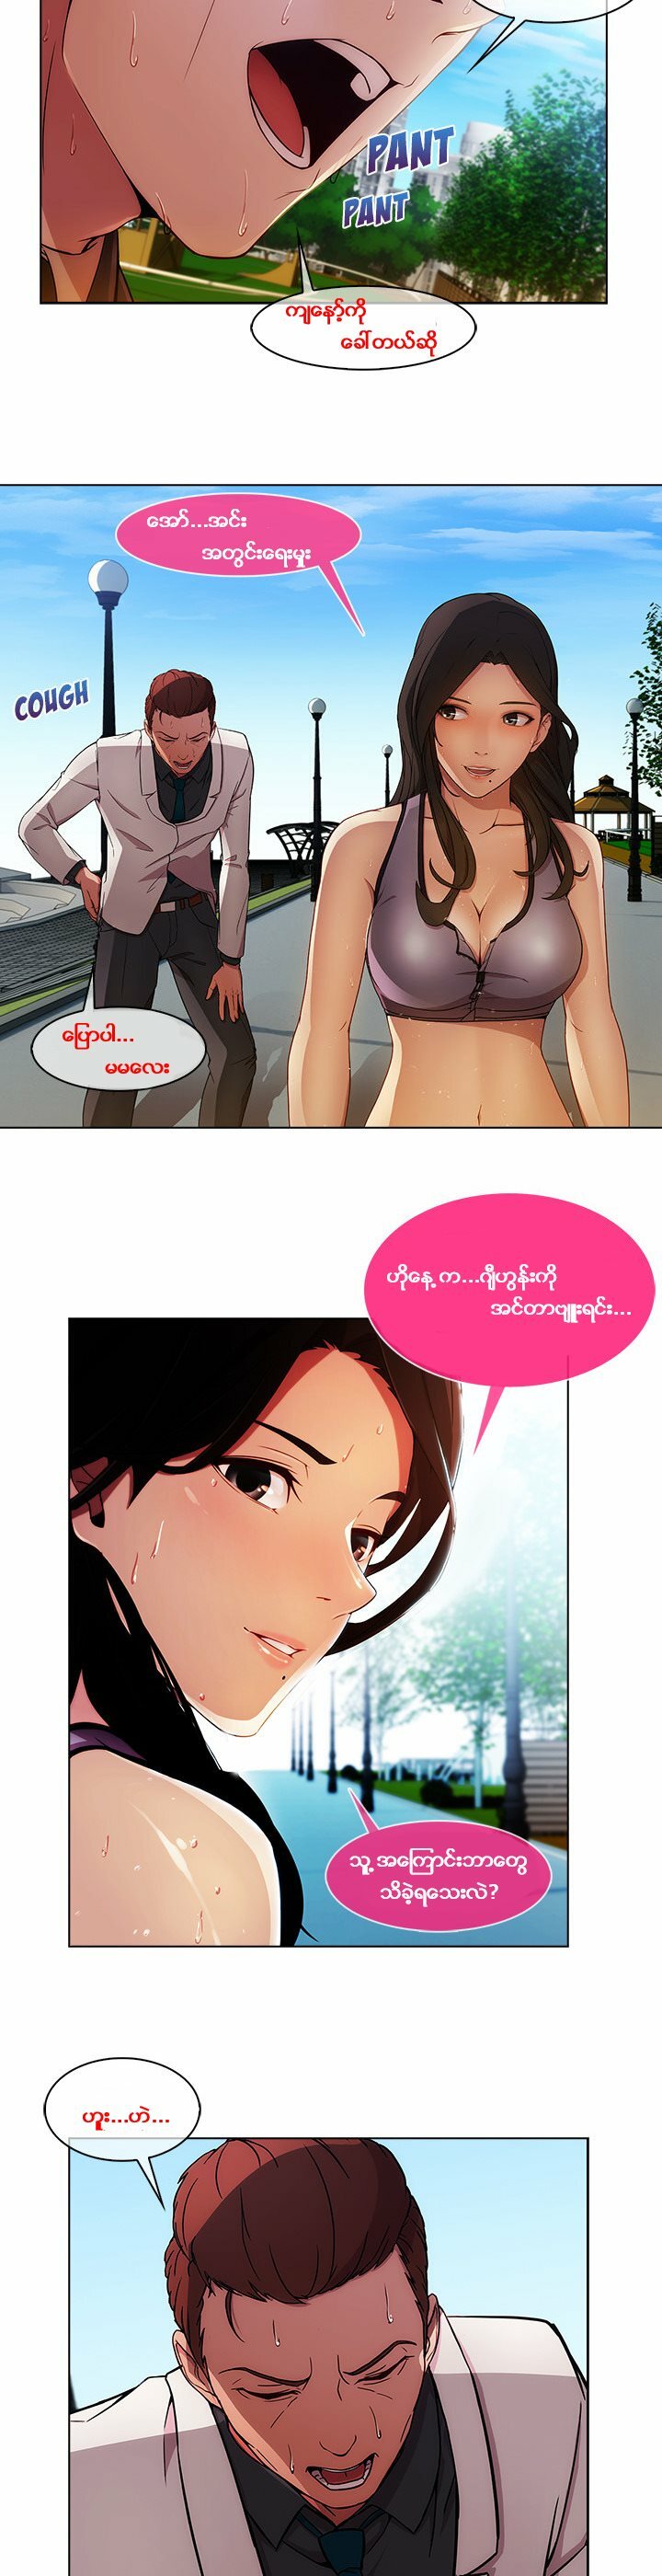 PANT
PANT
ကျနော့်ကို
ခေါ်တယ်ဆို
အော်...အင်း
အတွင်းရေးမှူး
COUGH
ပြောပါ...
မမလေး
ဟိုနေ့ က...ဂျီဟွန်းကို
အင်တာဗျူးရင်း...
သူ့ အကြောင်းဘာတွေ
သိခဲ့ရသေးလဲ?
ဟူး...ဟဲ...